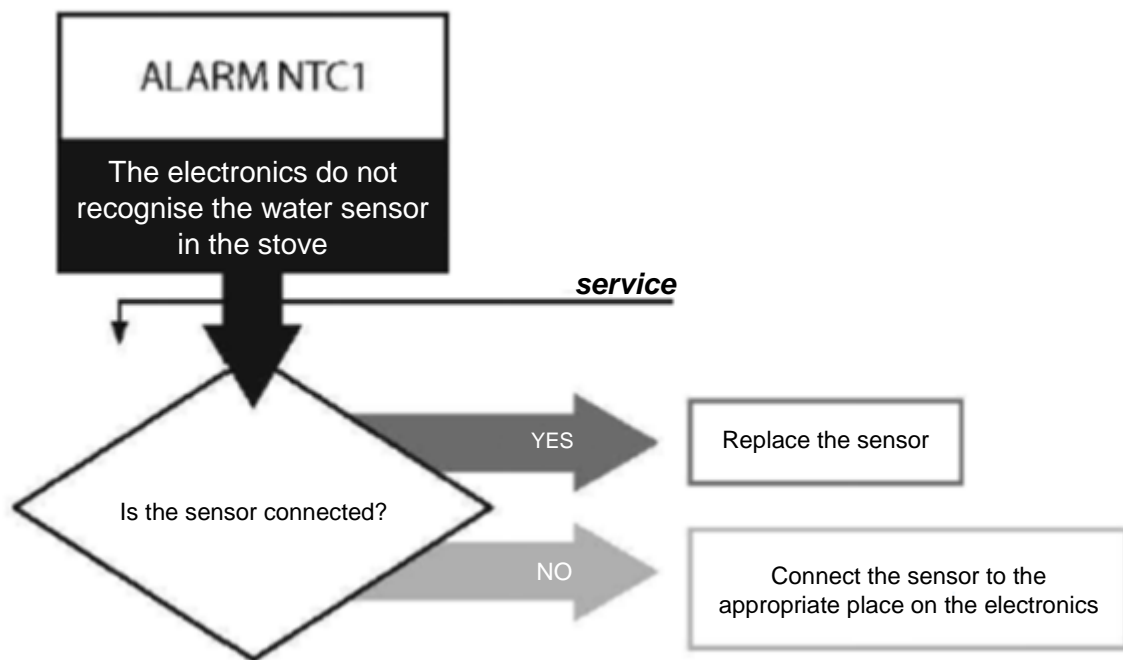 ALARM NTC1
The electronics do not
recognise the water sensor
in the stove
service
YES
Replace the sensor
Is the sensor connected?
NO
Connect the sensor to the
appropriate place on the electronics